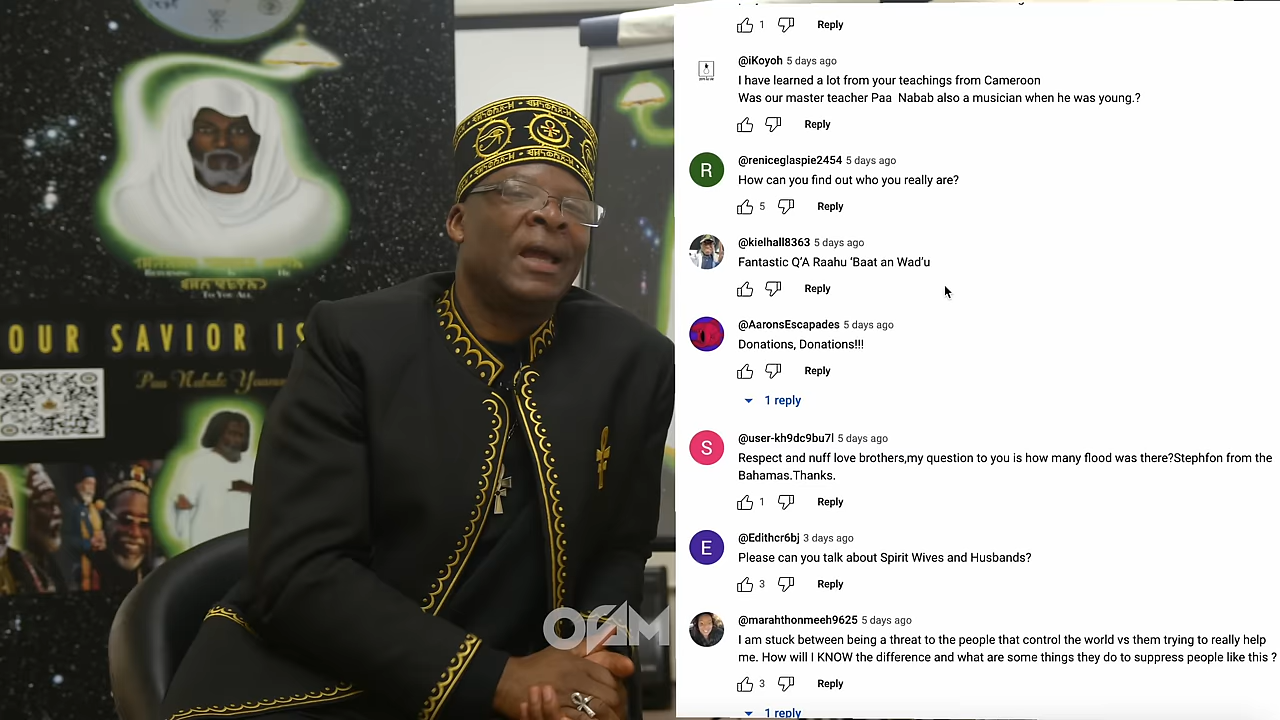 OUR SAVIOR IS
TO YOU ALL
OFAM
1 Reply
@iKoyoh 5 days ago
I have learned a lot from your teachings from Cameroon
Was our master teacher Paa Nabab also a musician when he was young.?
Reply
R
@reniceglaspie2454 5 days ago
How can you find out who you really are?
5 Reply
@kielhall8363 5 days ago
Fantastic Q'A Raahu 'Baat an Wad'u
Reply
@AaronsEscapades 5 days ago
Donations, Donations!!!
Reply
1 reply
S
@user-kh9dc9bu7l 5 days ago
Respect and nuff love brothers,my question to you is how many flood was there?Stephfon from the
Bahamas.Thanks.
1 Reply
E
@Edithcr6bj 3 days ago
Please can you talk about Spirit Wives and Husbands?
3 Reply
@marahthonmeeh9625 5 days ago
I am stuck between being a threat to the people that control the world vs them trying to really help
me. How will I KNOW the difference and what are some things they do to suppress people like this ?
3 Reply
1 reply